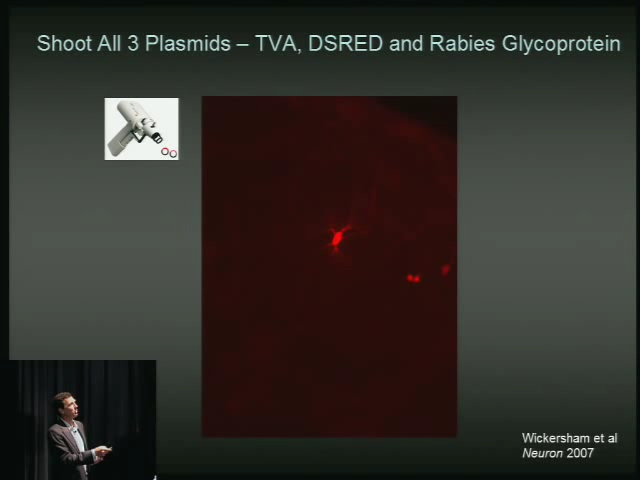 Shoot All 3 Plasmids – TVA, DSRED and Rabies Glycoprotein
Wickersham et al
Neuron 2007